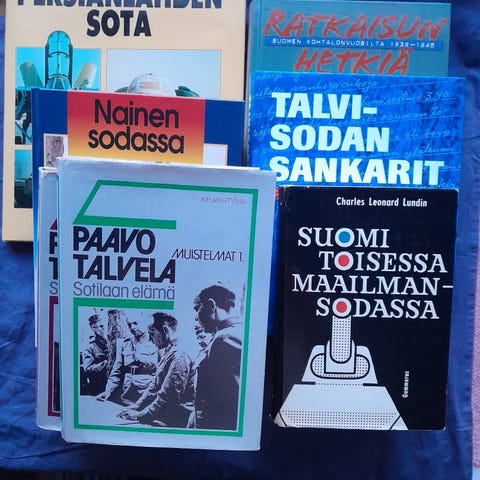 PERSIANLAHDEN
SOTA
RATKAISUN
SUOMEN KOHTALONVUOSILTA 1939-1945
HETKIÄ
Nainen
sodassa
TALVI-
SODAN
SANKARIT
KIRJAYHTYMÄ
PAAVO
TALVELA
MUISTELMAT 1.
Sotilaan elämä
Charles Leonard Lundin
SUOMI
TOISESSA
MAAILMAN-
SODASSA
Gummerus